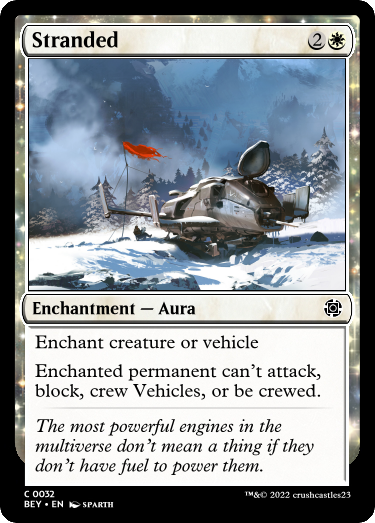 Stranded 2
Enchantment — Aura
Enchant creature or vehicle
Enchanted permanent can't attack,
block, crew Vehicles, or be crewed.
The most powerful engines in the
multiverse don't mean a thing if they
don't have fuel to power them.
C 0032
BEY • EN SPARTH
™&© 2022 crushcastles23